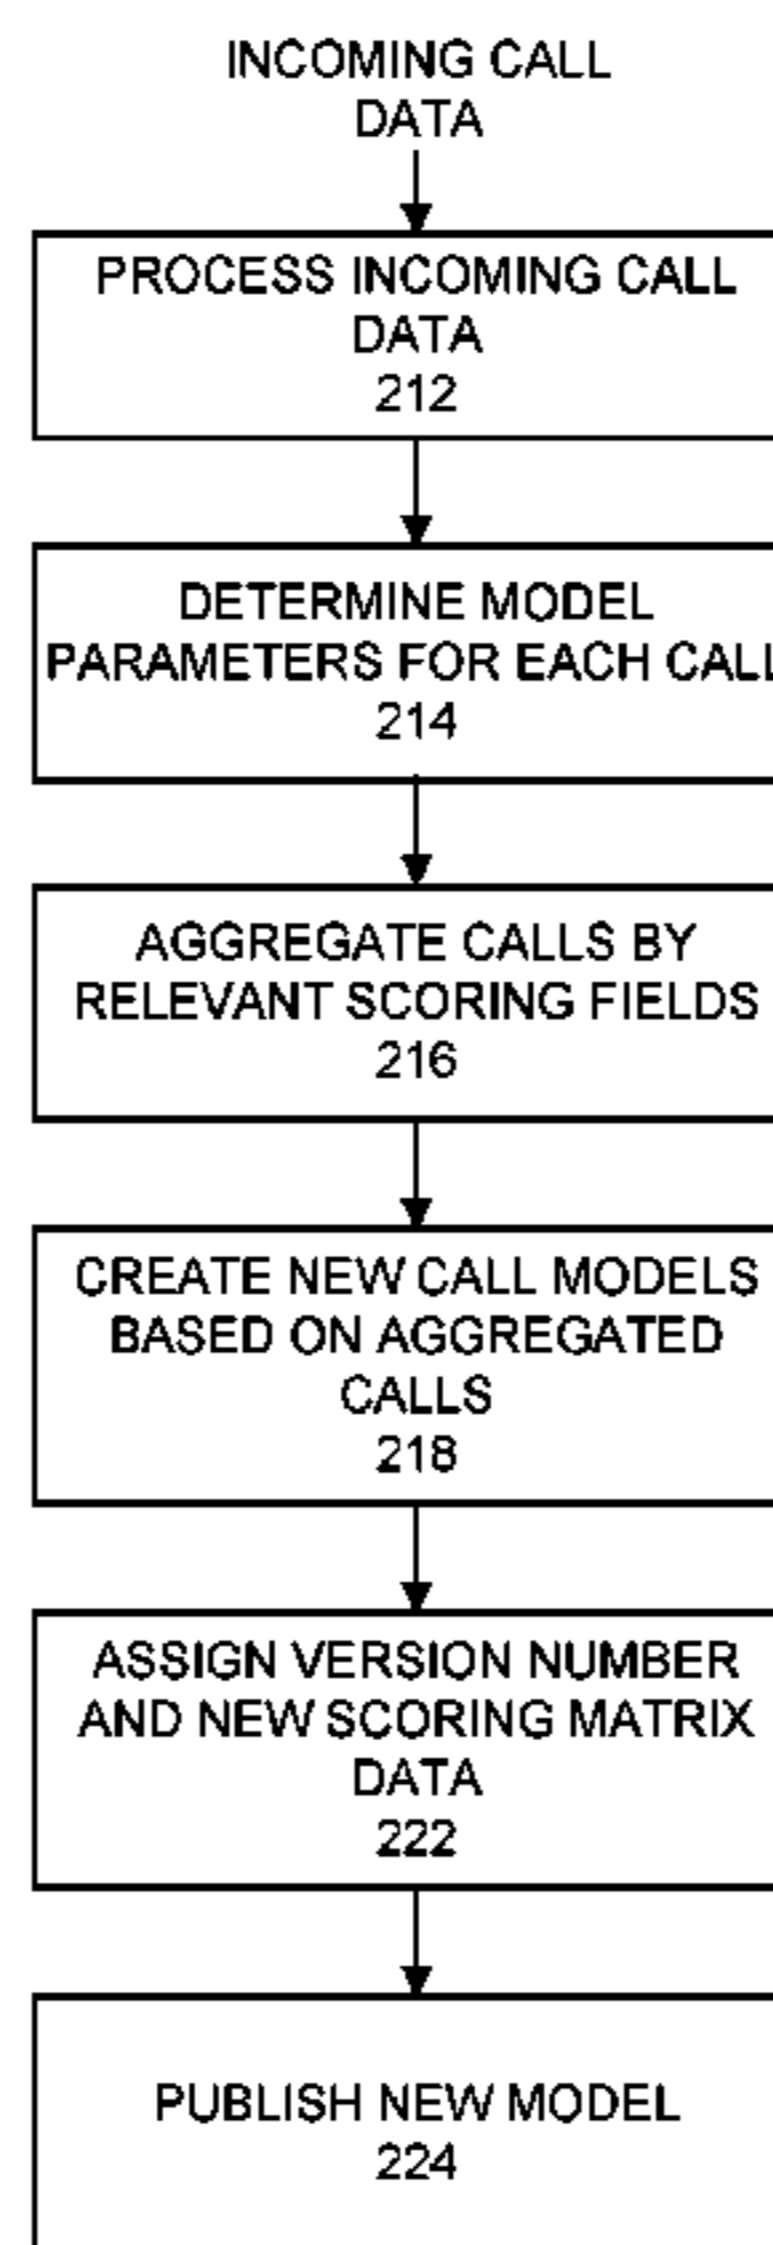 INCOMING CALL
DATA
PROCESS INCOMING CALL
DATA
212
DETERMINE MODEL
PARAMETERS FOR EACH CALL
214
AGGREGATE CALLS BY
RELEVANT SCORING FIELDS
216
CREATE NEW CALL MODELS
BASED ON AGGREGATED
CALLS
218
ASSIGN VERSION NUMBER
AND NEW SCORING MATRIX
DATA
222
PUBLISH NEW MODEL
224